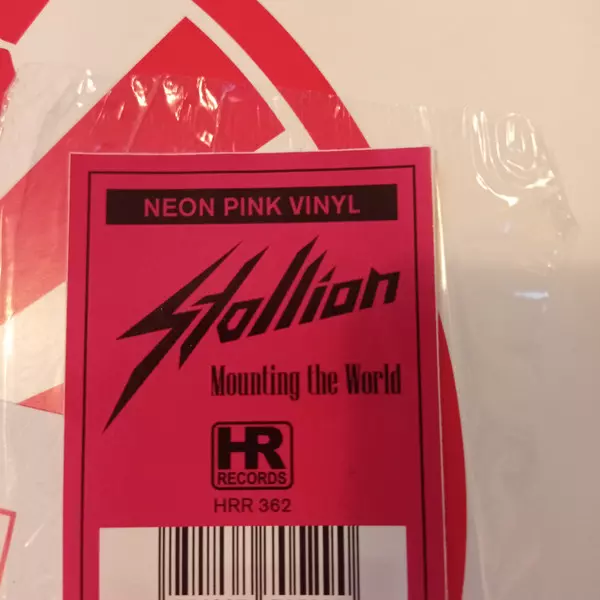 NEON PINK VINYL
Stallion
Mounting the World
HR
RECORDS
HRR 362